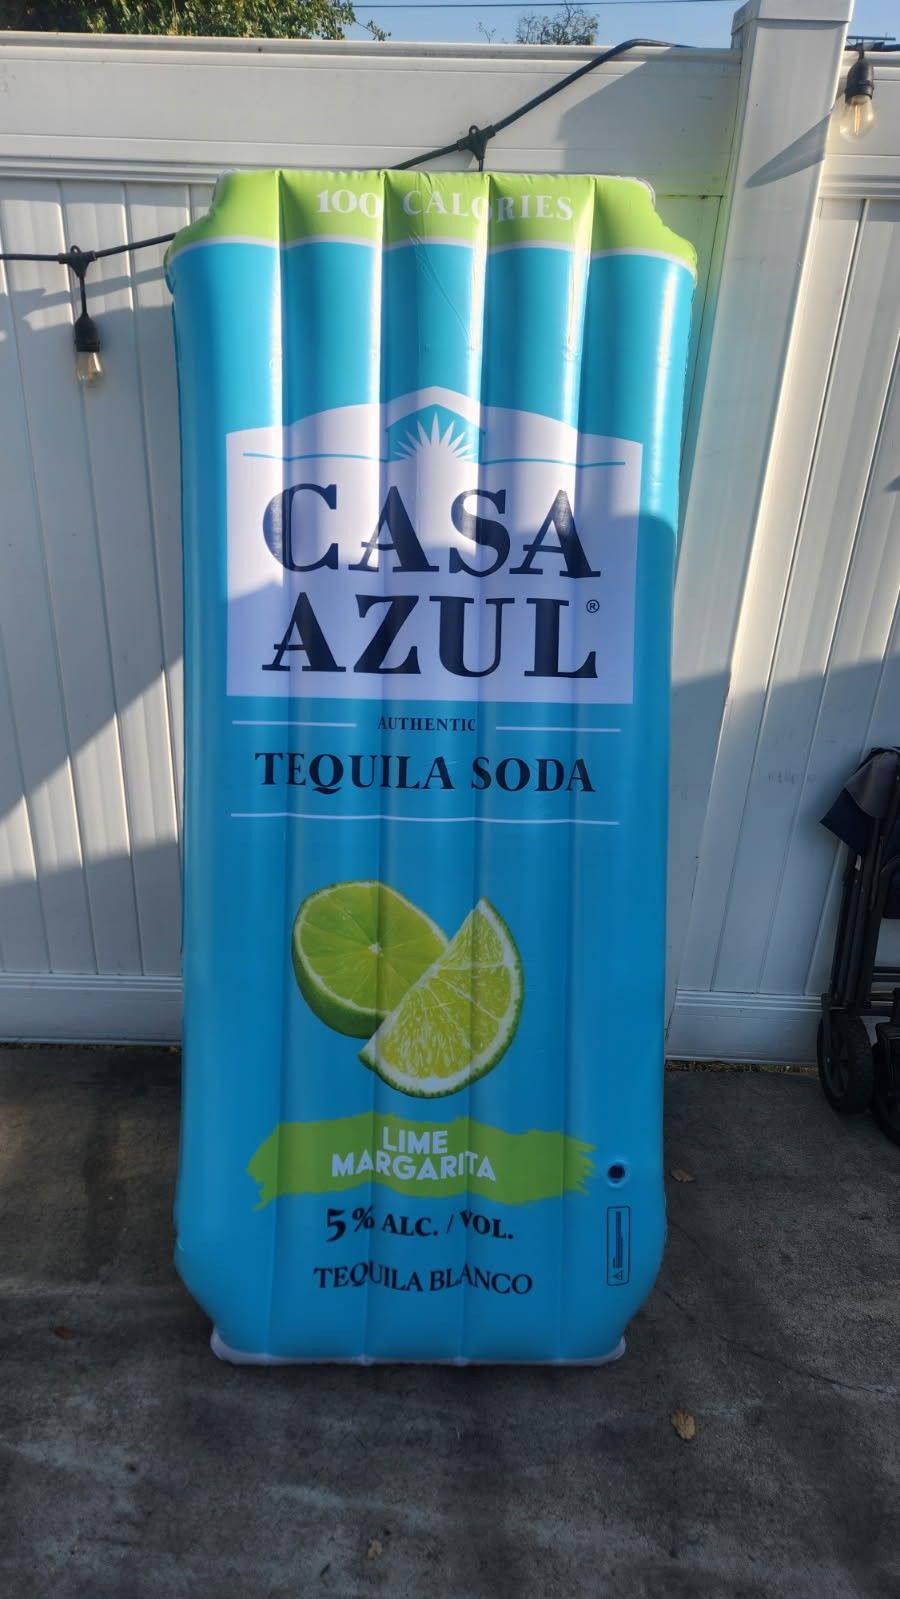 100 CALORIES
CASA
AZUL®
AUTHENTIC
TEQUILA SODA
LIME
MARGARITA
5% ALC. / VOL.
TEQUILA BLANCO